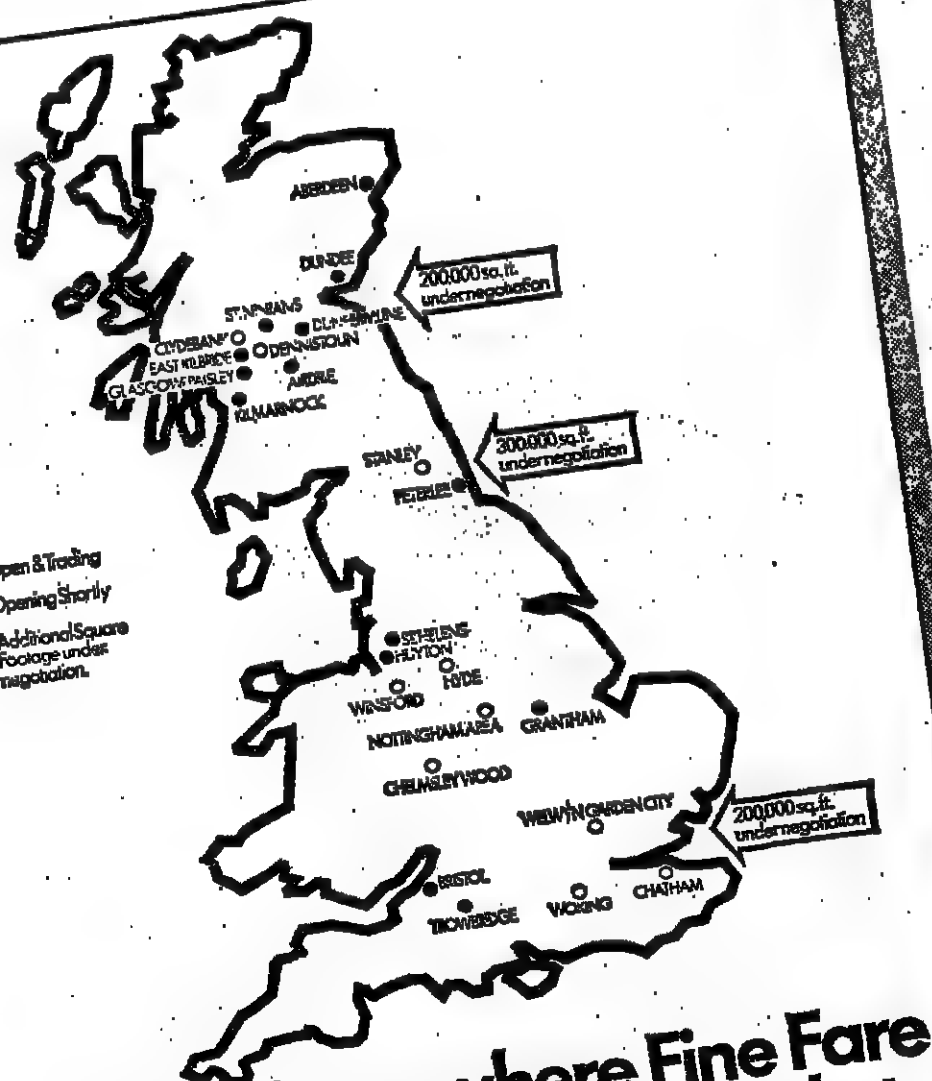 ABERDEEN
DUNDEE
200,000 sq. ft.
under negotiation
ST. NINIANS
DUNFERMLINE
CLYDEBANK
DENNISTOUN
EAST KILBRIDE
GLASGOW PAISLEY
AIRDRIE
KILMARNOCK
300,000 sq. ft.
under negotiation
STANLEY
PETERLEE
pen & Trading
Opening Shortly
Additional Square
Footage under
negotiation.
ST. HELENS
HUYTON
HYDE
WINSFORD
NOTTINGHAM AREA
GRANTHAM
CHELMSLEY WOOD
WELWYN GARDEN CITY
200,000 sq. ft.
under negotiation
BRISTOL
TROWBRIDGE
WOKING
CHATHAM
here Fine Fare